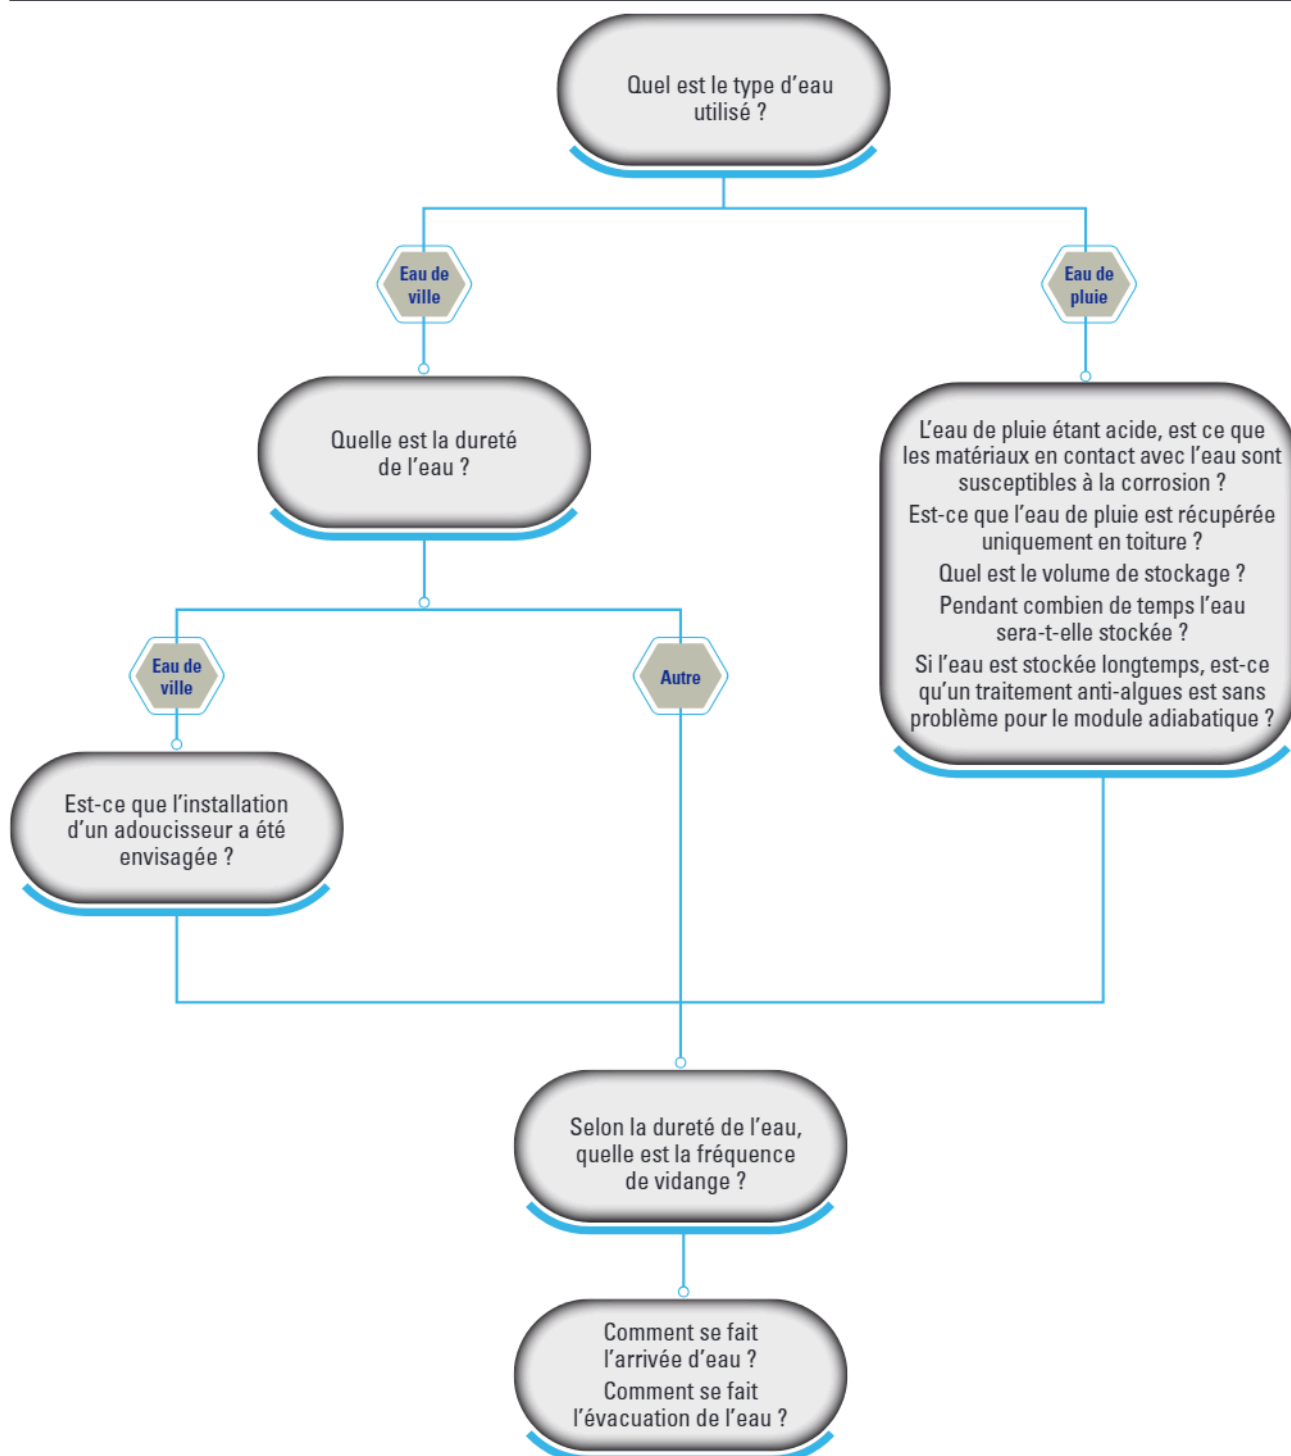 Quel est le type d'eau
utilisé ?
Eau de
ville
Eau de
pluie
Quelle est la dureté
de l'eau ?
L'eau de pluie étant acide, est ce que
les matériaux en contact avec l'eau sont
susceptibles à la corrosion ?
Est-ce que l'eau de pluie est récupérée
uniquement en toiture ?
Quel est le volume de stockage ?
Pendant combien de temps l'eau
sera-t-elle stockée ?
Si l'eau est stockée longtemps, est-ce
qu'un traitement anti-algues est sans
problème pour le module adiabatique ?
Eau de
ville
Autre
Est-ce que l'installation
d'un adoucisseur a été
envisagée ?
Selon la dureté de l'eau,
quelle est la fréquence
de vidange ?
Comment se fait
l'arrivée d'eau ?
Comment se fait
l'évacuation de l'eau ?